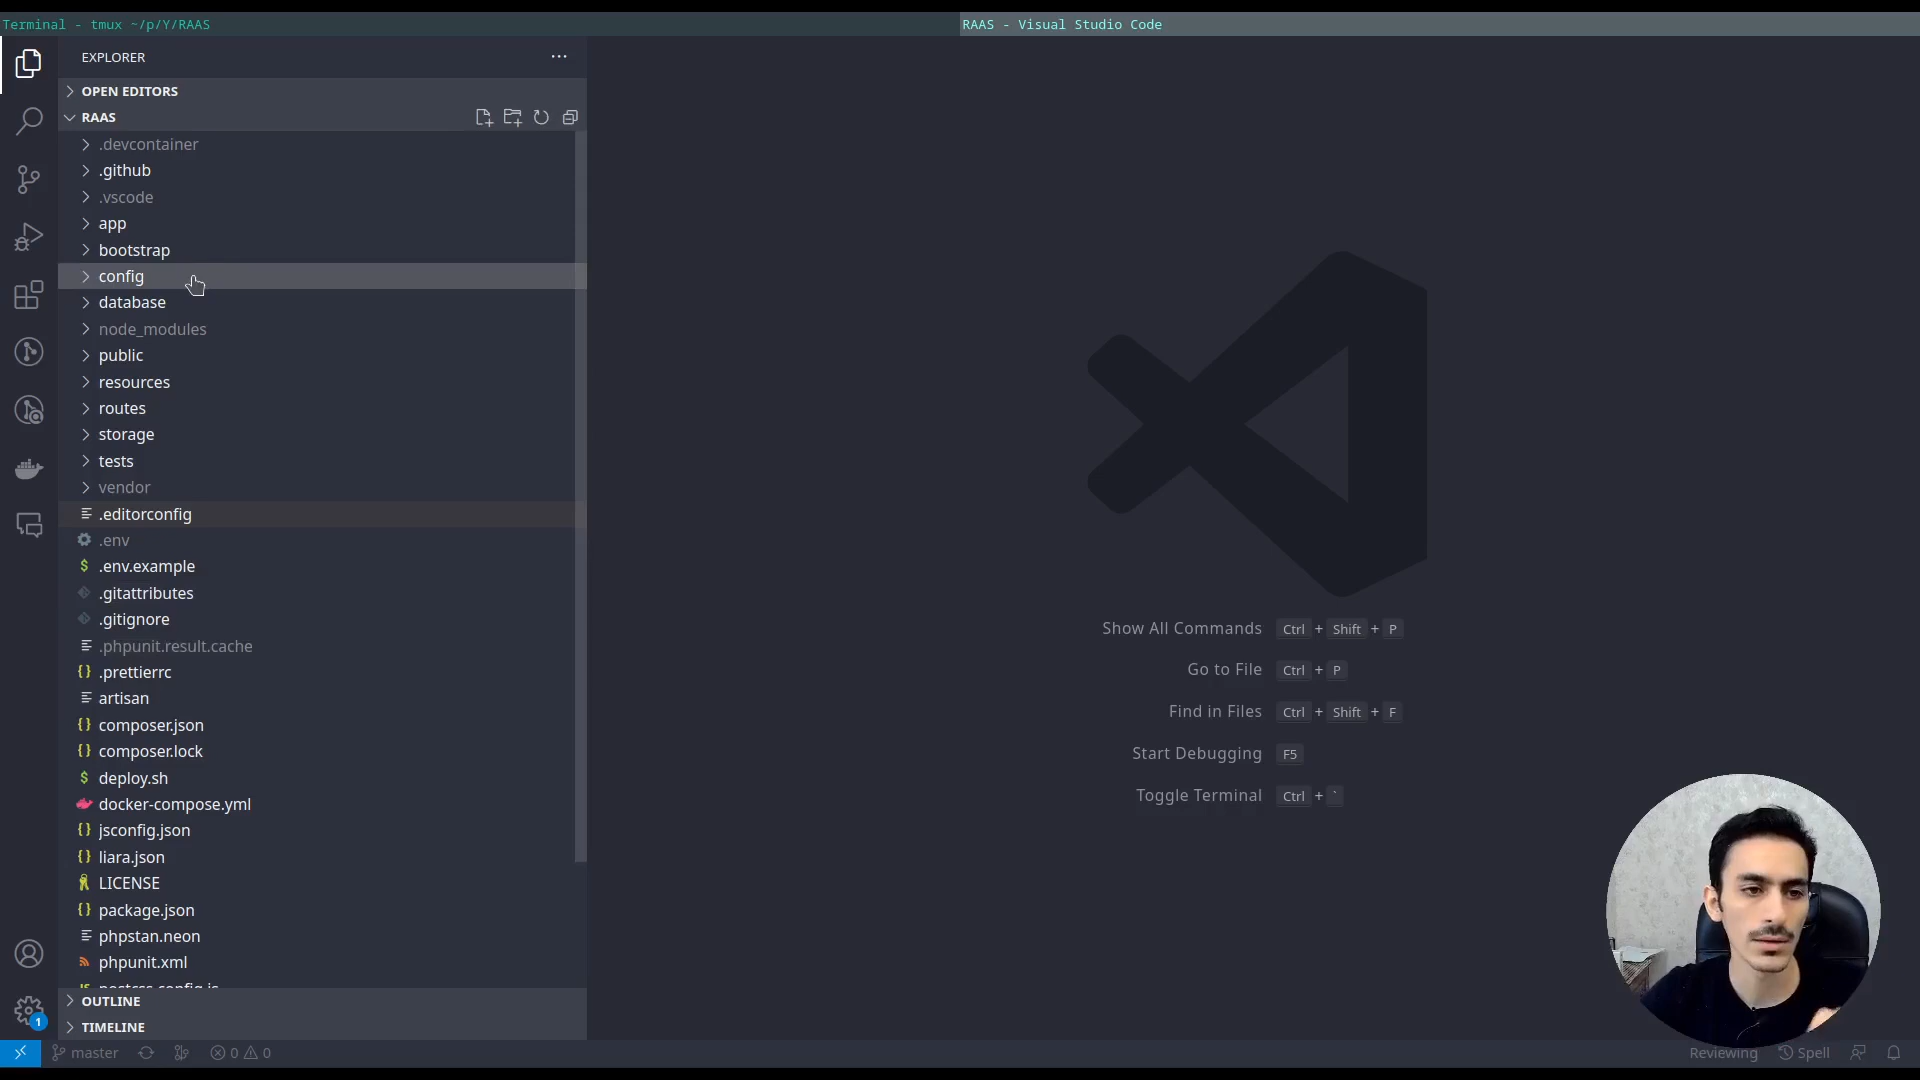 Terminal - tmux ~/p/Y/RAAS
RAAS - Visual Studio Code
EXPLORER
OPEN EDITORS
RAAS
.devcontainer
.github
.vscode
app
bootstrap
config
database
node_modules
public
resources
routes
storage
tests
vendor
.editorconfig
.env
.env.example
.gitattributes
.gitignore
.phpunit.result.cache
.prettierrc
artisan
composer.json
composer.lock
deploy.sh
docker-compose.yml
jsconfig.json
liara.json
LICENSE
package.json
phpstan.neon
phpunit.xml
OUTLINE
TIMELINE
1
master
0 0
Show All Commands Ctrl + Shift + P
Go to File Ctrl + P
Find in Files Ctrl + Shift + F
Start Debugging F5
Toggle Terminal Ctrl + `
Reviewing
Spell